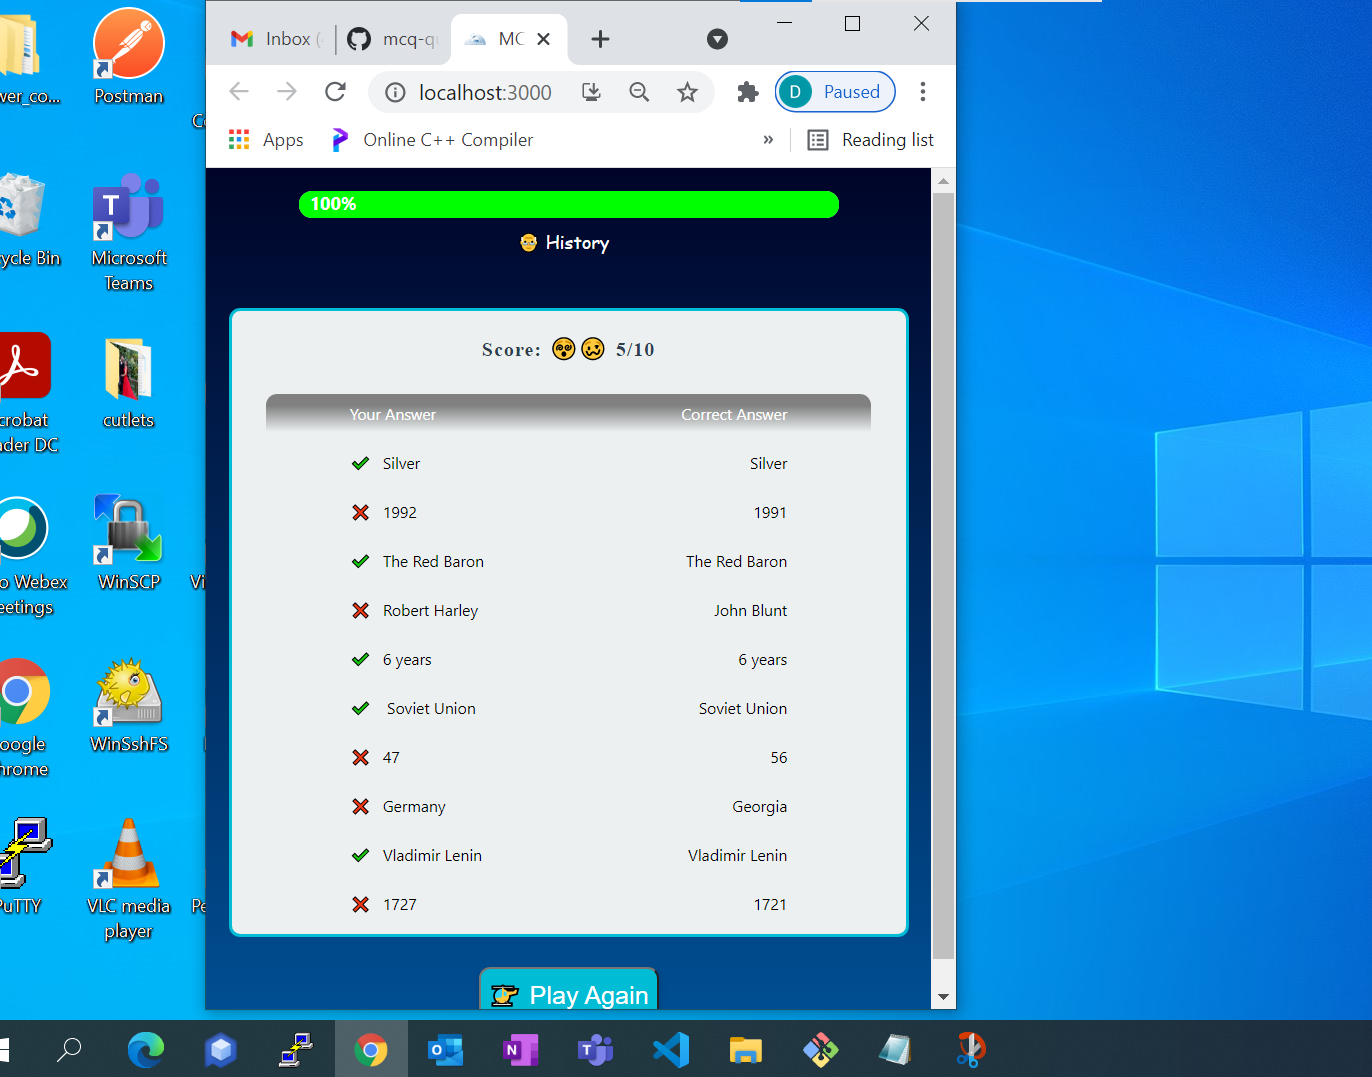 Inbox (
mcq-qu
MC
localhost:3000
D Paused
Apps
Online C++ Compiler
»
Reading list
100%
History
Score: 5/10
Your Answer Correct Answer
Silver Silver
1992 1991
The Red Baron The Red Baron
Robert Harley John Blunt
6 years 6 years
Soviet Union Soviet Union
47 56
Germany Georgia
Vladimir Lenin Vladimir Lenin
1727 1721
Play Again
wer_co...
Postman
ycle Bin
Microsoft
Teams
crobat
ader DC
cutlets
o Webex
eetings
WinSCP
Vi
oogle
hrome
WinSshFS
PuTTY
VLC media
player
Pe